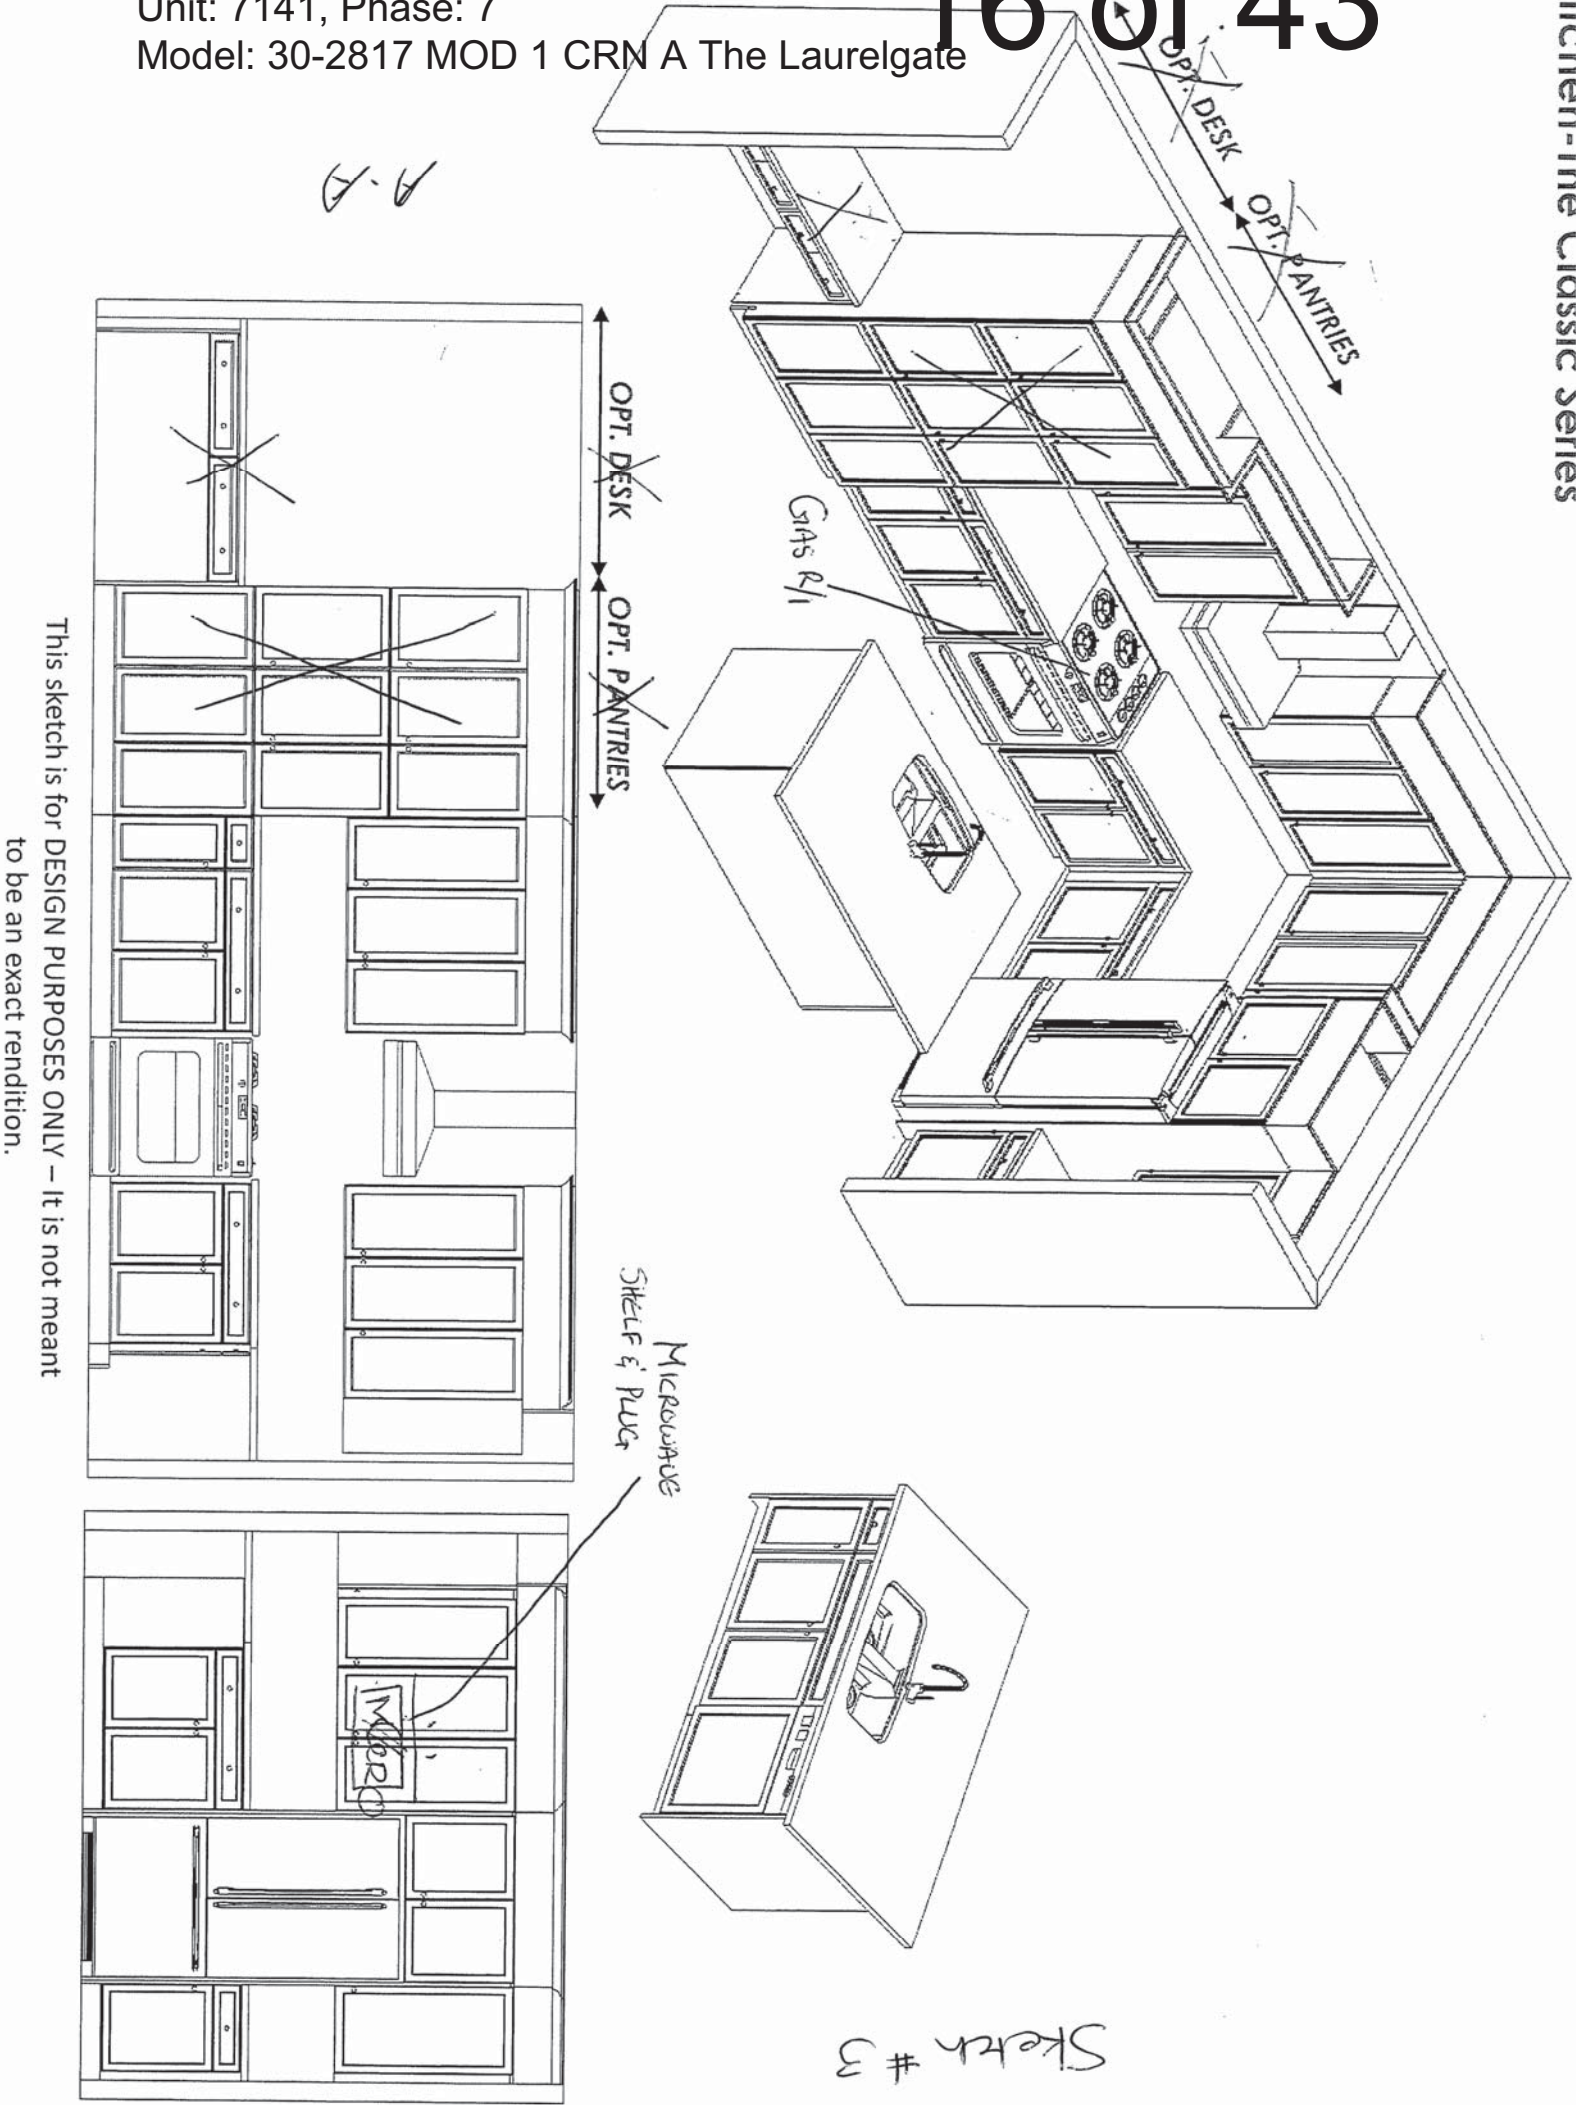 Unit: 7141, Phase: 7
Model: 30-2817 MOD 1 CRN A The Laurelgate
16 of 43
Kitchen-The Classic Series
OPT. DESK
OPT. PANTRIES
GAS R/I
OPT. DESK
OPT. PANTRIES
MICROWAVE
SHELF & PLUG
MICRO
Sketch # 3
This sketch is for DESIGN PURPOSES ONLY – It is not meant
to be an exact rendition.